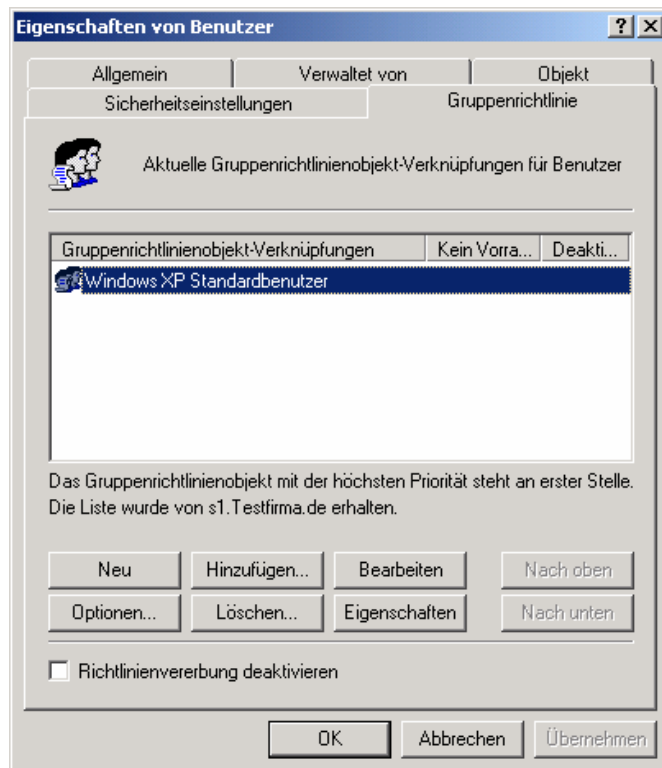 Eigenschaften von Benutzer
Allgemein Verwaltet von Objekt
Sicherheitseinstellungen Gruppenrichtlinie
Aktuelle Gruppenrichtlinienobjekt-Verknüpfungen für Benutzer
Gruppenrichtlinienobjekt-Verknüpfungen Kein Vorra... Deakti...
Windows XP Standardbenutzer
Das Gruppenrichtlinienobjekt mit der höchsten Priorität steht an erster Stelle.
Die Liste wurde von s1.Testfirma.de erhalten.
Neu Hinzufügen... Bearbeiten Nach oben
Optionen... Löschen... Eigenschaften Nach unten
Richtlinienvererbung deaktivieren
OK Abbrechen Übernehmen